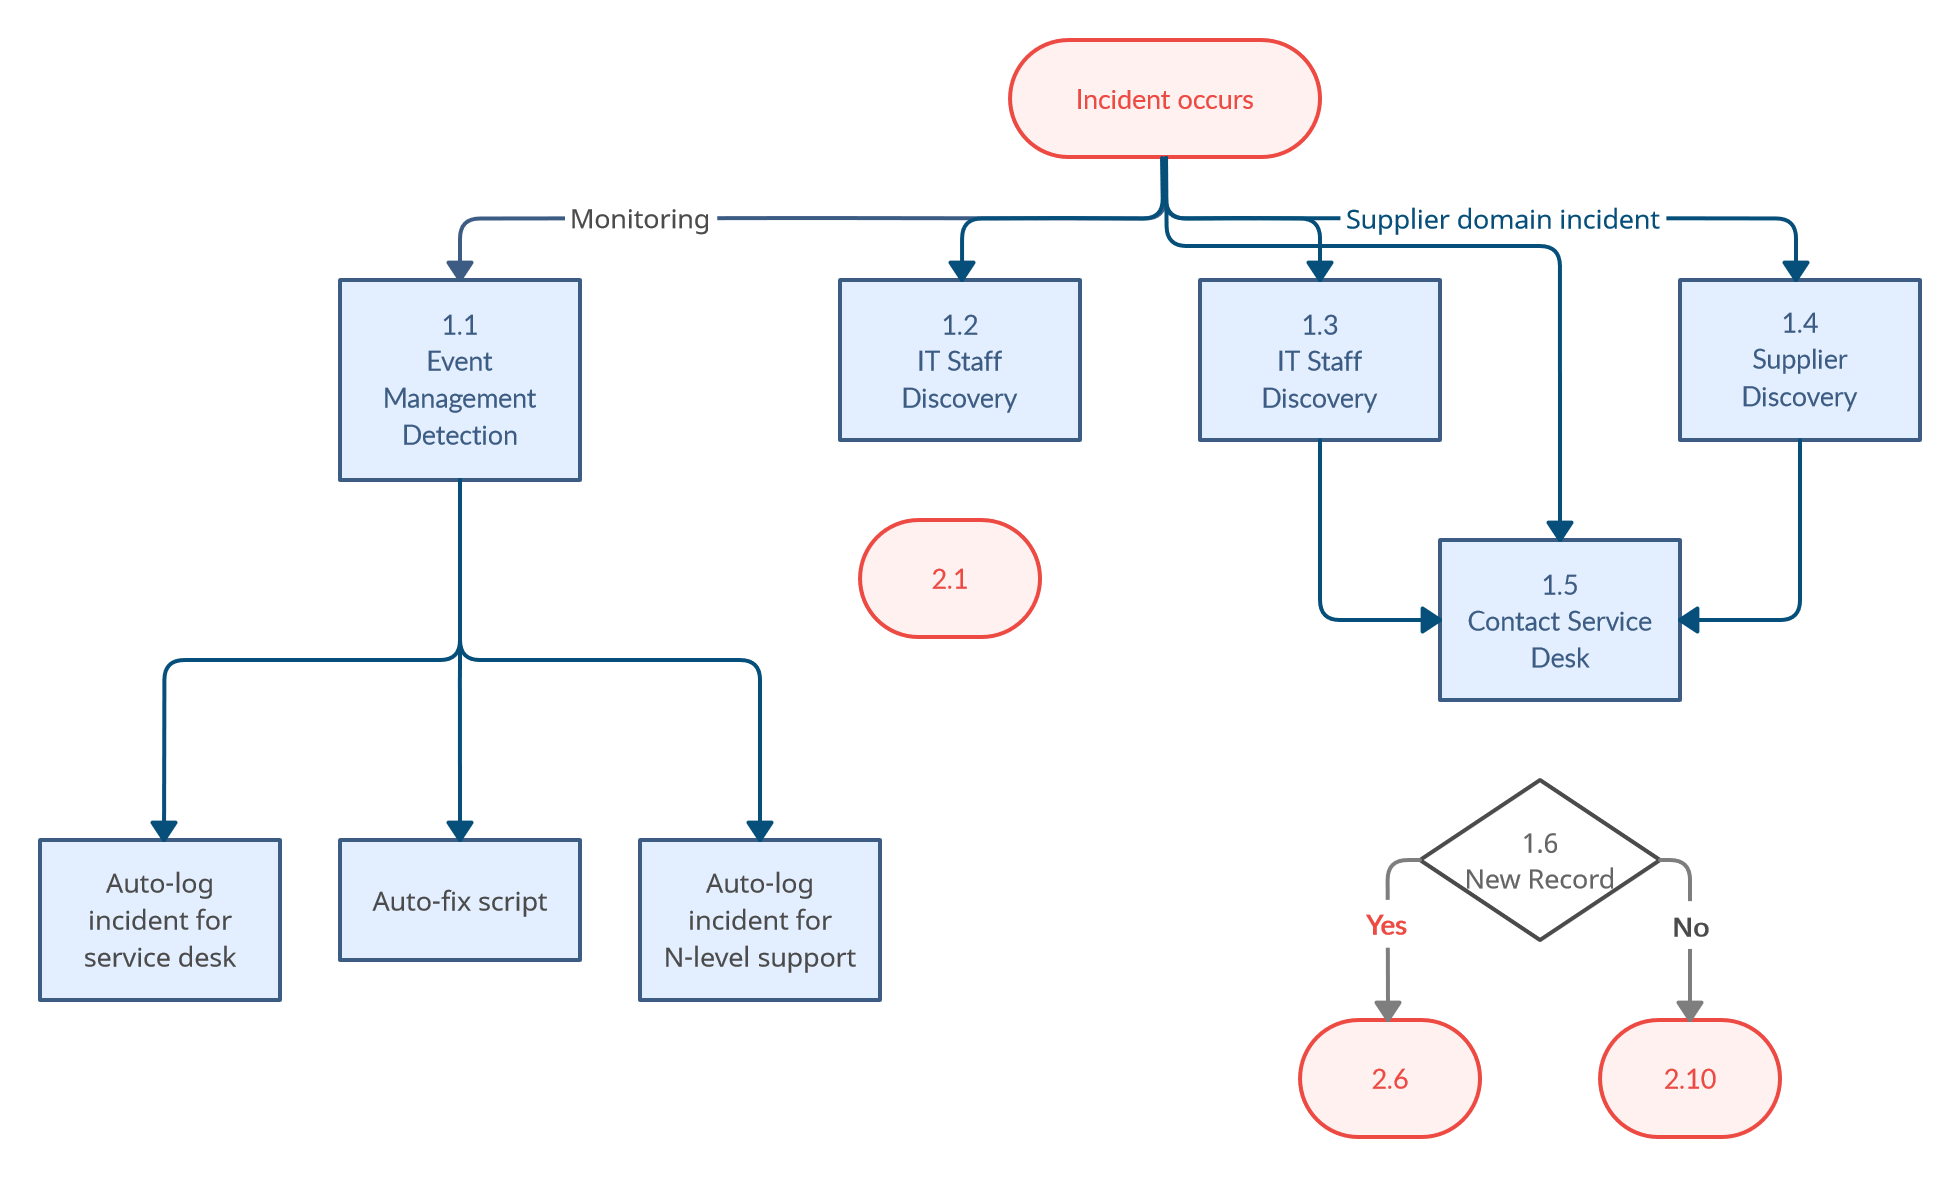 Incident occurs
Monitoring
Supplier domain incident
1.1
Event
Management
Detection
1.2
IT Staff
Discovery
1.3
IT Staff
Discovery
1.4
Supplier
Discovery
2.1
1.5
Contact Service
Desk
Auto-log
incident for
service desk
Auto-fix script
Auto-log
incident for
N-level support
1.6
New Record
Yes
No
2.6
2.10